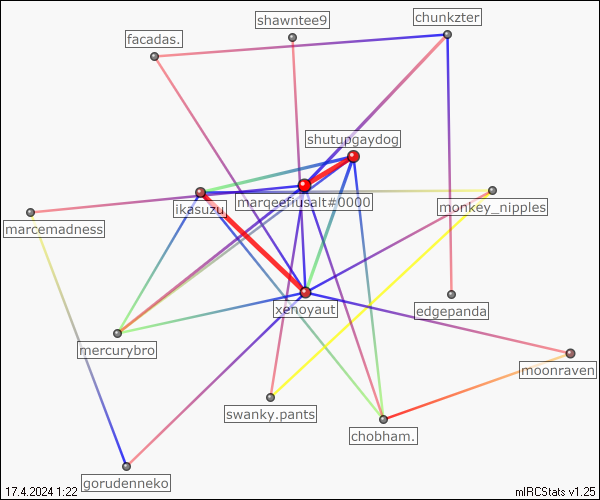 shawntee9
chunkzter
facadas.
shutupgaydog
ikasuzu
marqeefiusalt#0000
monkey_nipples
marcemadness
xenoyaut
edgepanda
mercurybro
moonraven
swanky.pants
chobham.
gorudenneko
17.4.2024 1:22
mIRCStats v1.25